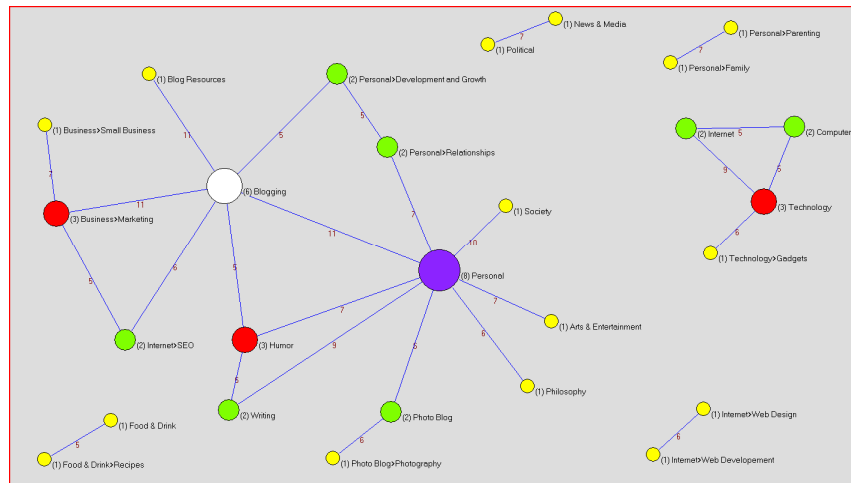 (1) News & Media
(1) Personal>Parenting
7
(1) Political
7
(1) Personal>Family
(1) Blog Resources
(2) Personal>Development and Growth
5
(1) Business>Small Business
11
5
(2) Internet
(2) Computer
(2) Personal>Relationships
7
9
5
(6) Blogging
11
(3) Business>Marketing
7
(1) Society
(3) Technology
11
10
6
(1) Technology>Gadgets
6
5
5
(8) Personal
7
7
(1) Arts & Entertainment
(2) Internet>SEO
(3) Humor
9
6
(1) Philosophy
(2) Writing
(2) Photo Blog
(1) Internet>Web Design
(1) Food & Drink
5
6
6
(1) Food & Drink>Recipes
(1) Photo Blog>Photography
(1) Internet>Web Developement